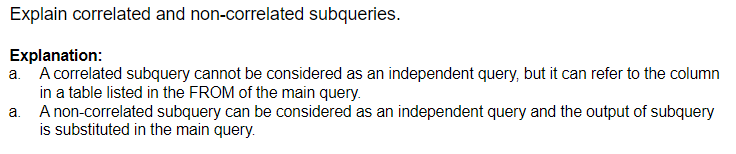 Explain correlated and non-correlated subqueries.
Explanation:
a. A correlated subquery cannot be considered as an independent query, but it can refer to the column
in a table listed in the FROM of the main query.
a. A non-correlated subquery can be considered as an independent query and the output of subquery
is substituted in the main query.